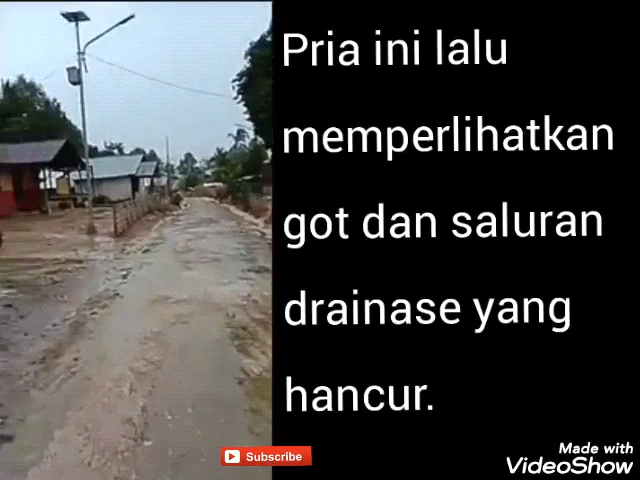 Pria ini lalu
memperlihatkan
got dan saluran
drainase yang
hancur.
Subscribe
Made with
VideoShow